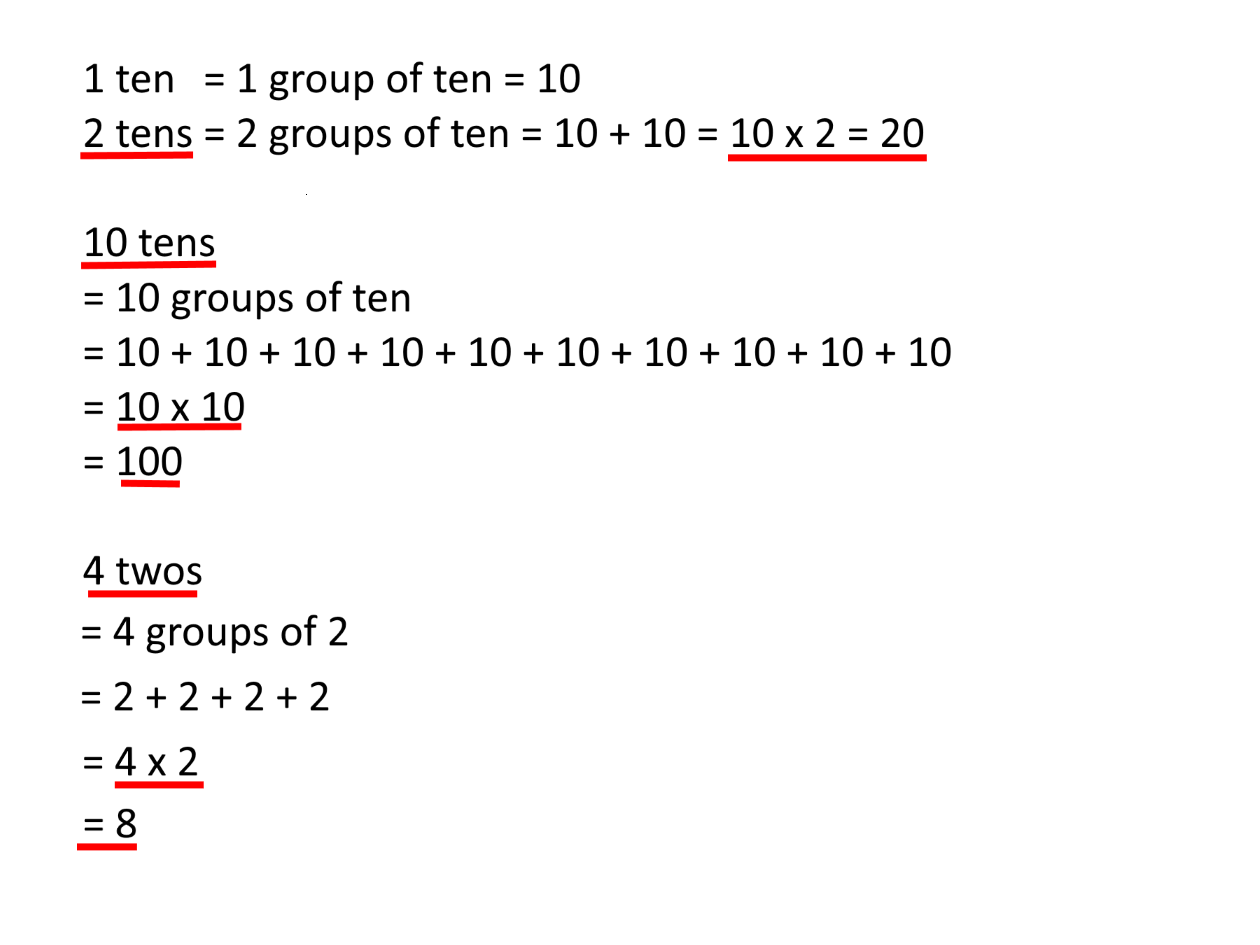 1 ten = 1 group of ten = 10
2 tens = 2 groups of ten = 10 + 10 = 10 x 2 = 20
10 tens
= 10 groups of ten
= 10 + 10 + 10 + 10 + 10 + 10 + 10 + 10 + 10 + 10
= 10 x 10
= 100
4 twos
= 4 groups of 2
= 2 + 2 + 2 + 2
= 4 x 2
= 8